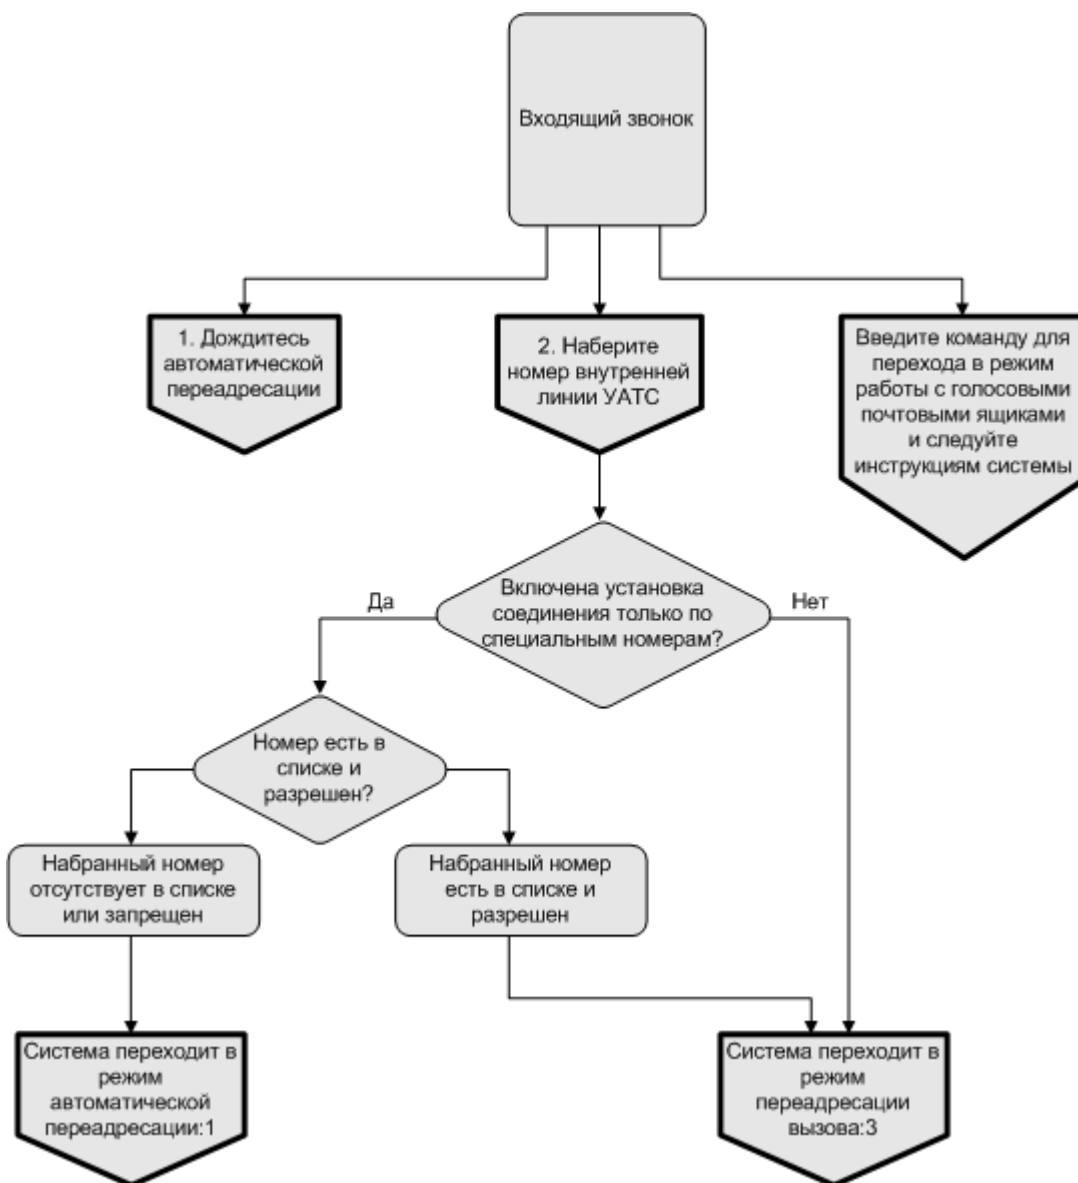 Входящий звонок
1. Дождитесь
автоматической
переадресации
2. Наберите
номер внутренней
линии УАТС
Введите команду для
перехода в режим
работы с голосовыми
почтовыми ящиками
и следуйте
инструкциям системы
Включена установка
соединения только по
специальным номерам?
Да
Нет
Номер есть в
списке и
разрешен?
Набранный номер
отсутствует в списке
или запрещен
Набранный номер
есть в списке и
разрешен
Система переходит в
режим
автоматической
переадресации:1
Система переходит в
режим
переадресации
вызова:3